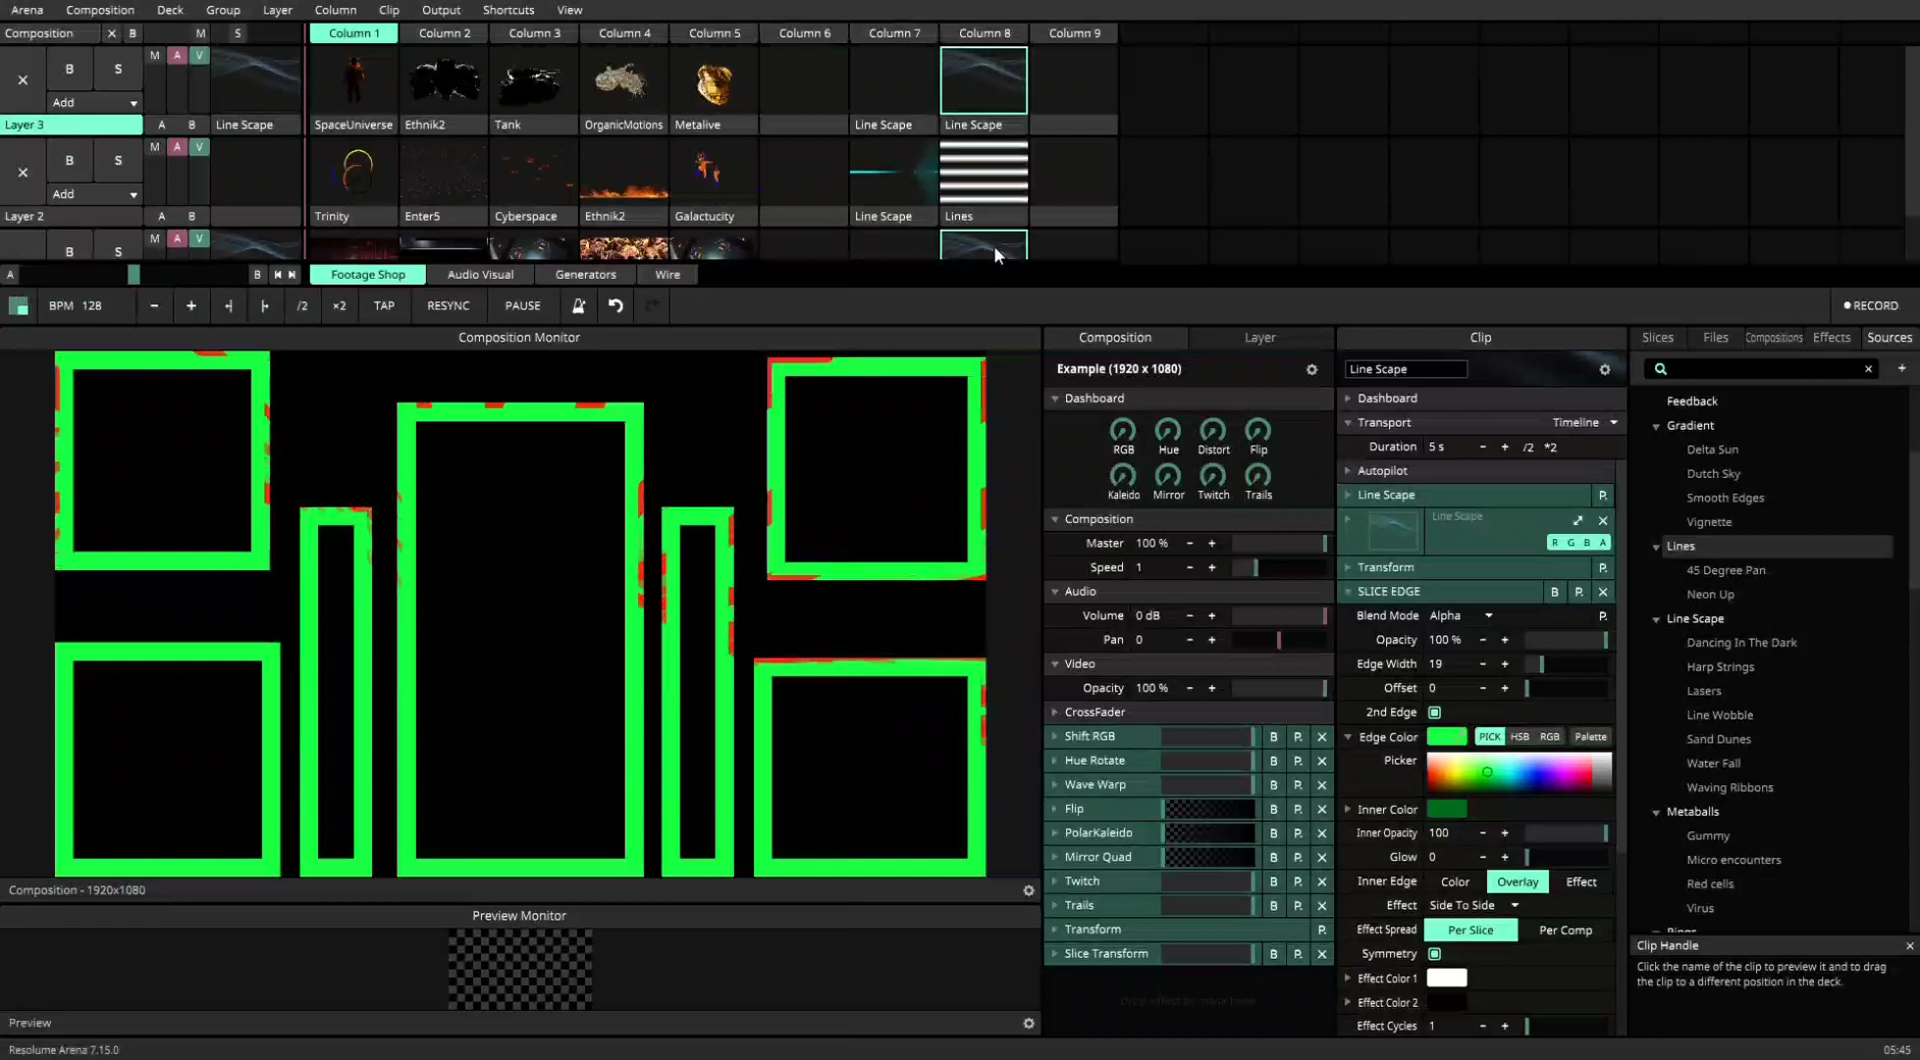 Arena Composition Deck Group Layer Column Clip Output Shortcuts View
Composition × B M S Column 1 Column 2 Column 3 Column 4 Column 5 Column 6 Column 7 Column 8 Column 9
× B S M A V
Add
Layer 3 A B Line Scape SpaceUniverse Ethnik2 Tank OrganicMotions Metalive Line Scape Line Scape
× B S M A V
Add
Layer 2 A B Trinity Enter5 Cyberspace Ethnik2 Galactucity Line Scape Lines
B S M A V
A B Footage Shop Audio Visual Generators Wire
BPM 128 - + /2 ×2 TAP RESYNC PAUSE RECORD
Composition Monitor
Composition - 1920x1080
Preview Monitor
Preview
Composition Layer
Example (1920 x 1080)
Dashboard
RGB Hue Distort Flip
Kaleido Mirror Twitch Trails
Composition
Master 100 % - +
Speed 1 - +
Audio
Volume 0 dB - +
Pan 0 - +
Video
Opacity 100 % - +
CrossFader
Shift RGB B P. X
Hue Rotate B P. X
Wave Warp B P. X
Flip B P. X
PolarKaleido B P. X
Mirror Quad B P. X
Twitch B P. X
Trails B P. X
Transform P.
Slice Transform B P. X
Drop effect or mask here
Clip
Line Scape
Dashboard
Transport Timeline
Duration 5 s - + /2 *2
Autopilot
Line Scape P.
Line Scape
R G B A
Transform P.
SLICE EDGE B P. X
Blend Mode Alpha P.
Opacity 100 % - +
Edge Width 19 - +
Offset 0 - +
2nd Edge
Edge Color PICK HSB RGB Palette
Picker
Inner Color
Inner Opacity 100 - +
Glow 0 - +
Inner Edge Color Overlay Effect
Effect Side To Side
Effect Spread Per Slice Per Comp
Symmetry
Effect Color 1
Effect Color 2
Effect Cycles 1 - +
Slices Files Compositions Effects Sources
× +
Feedback
Gradient
Delta Sun
Dutch Sky
Smooth Edges
Vignette
Lines
45 Degree Pan
Neon Up
Line Scape
Dancing In The Dark
Harp Strings
Lasers
Line Wobble
Sand Dunes
Water Fall
Waving Ribbons
Metaballs
Gummy
Micro encounters
Red cells
Virus
Rings
Clip Handle ×
Click the name of the clip to preview it and to drag
the clip to a different position in the deck.
Resolume Arena 7.15.0 05:45